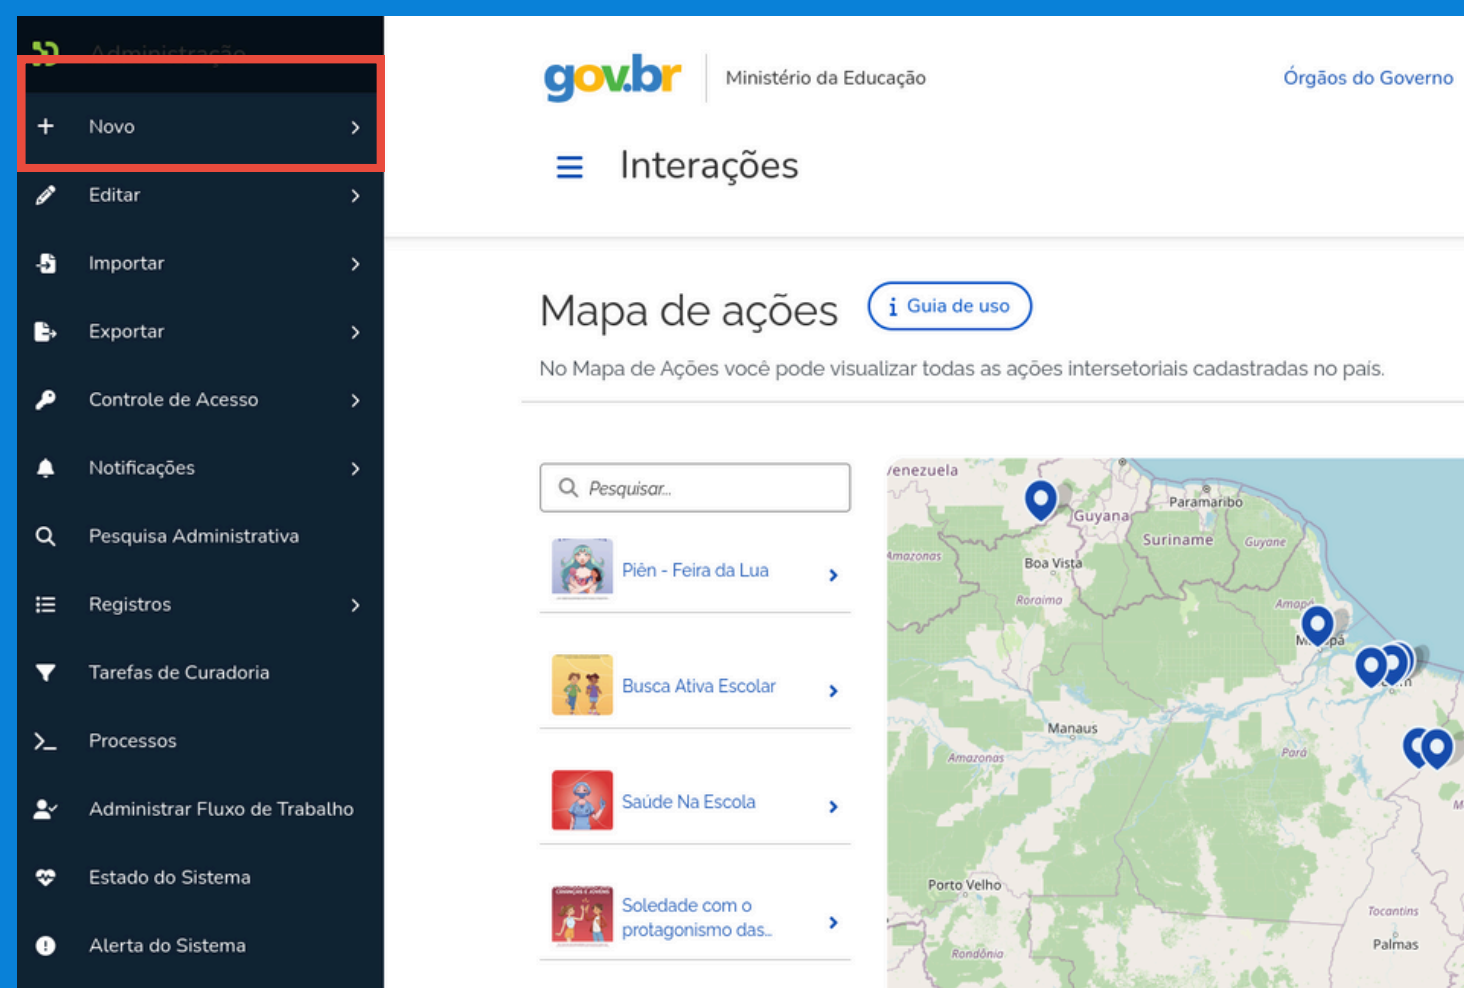 Administração
Novo
Editar
Importar
Exportar
Controle de Acesso
Notificações
Pesquisa Administrativa
Registros
Tarefas de Curadoria
Processos
Administrar Fluxo de Trabalho
Estado do Sistema
Alerta do Sistema
gov.br
Ministério da Educação
Órgãos do Governo
Interações
Mapa de ações
Guia de uso
No Mapa de Ações você pode visualizar todas as ações intersetoriais cadastradas no país.
Pesquisar...
Piên - Feira da Lua
Busca Ativa Escolar
Saúde Na Escola
Soledade com o
protagonismo das...
Venezuela
Guyana
Paramaribo
Suriname
Guyane
Amazonas
Boa Vista
Roraima
Amapá
Manaus
Amazonas
Pará
Porto Velho
Tocantins
Palmas
Rondônia